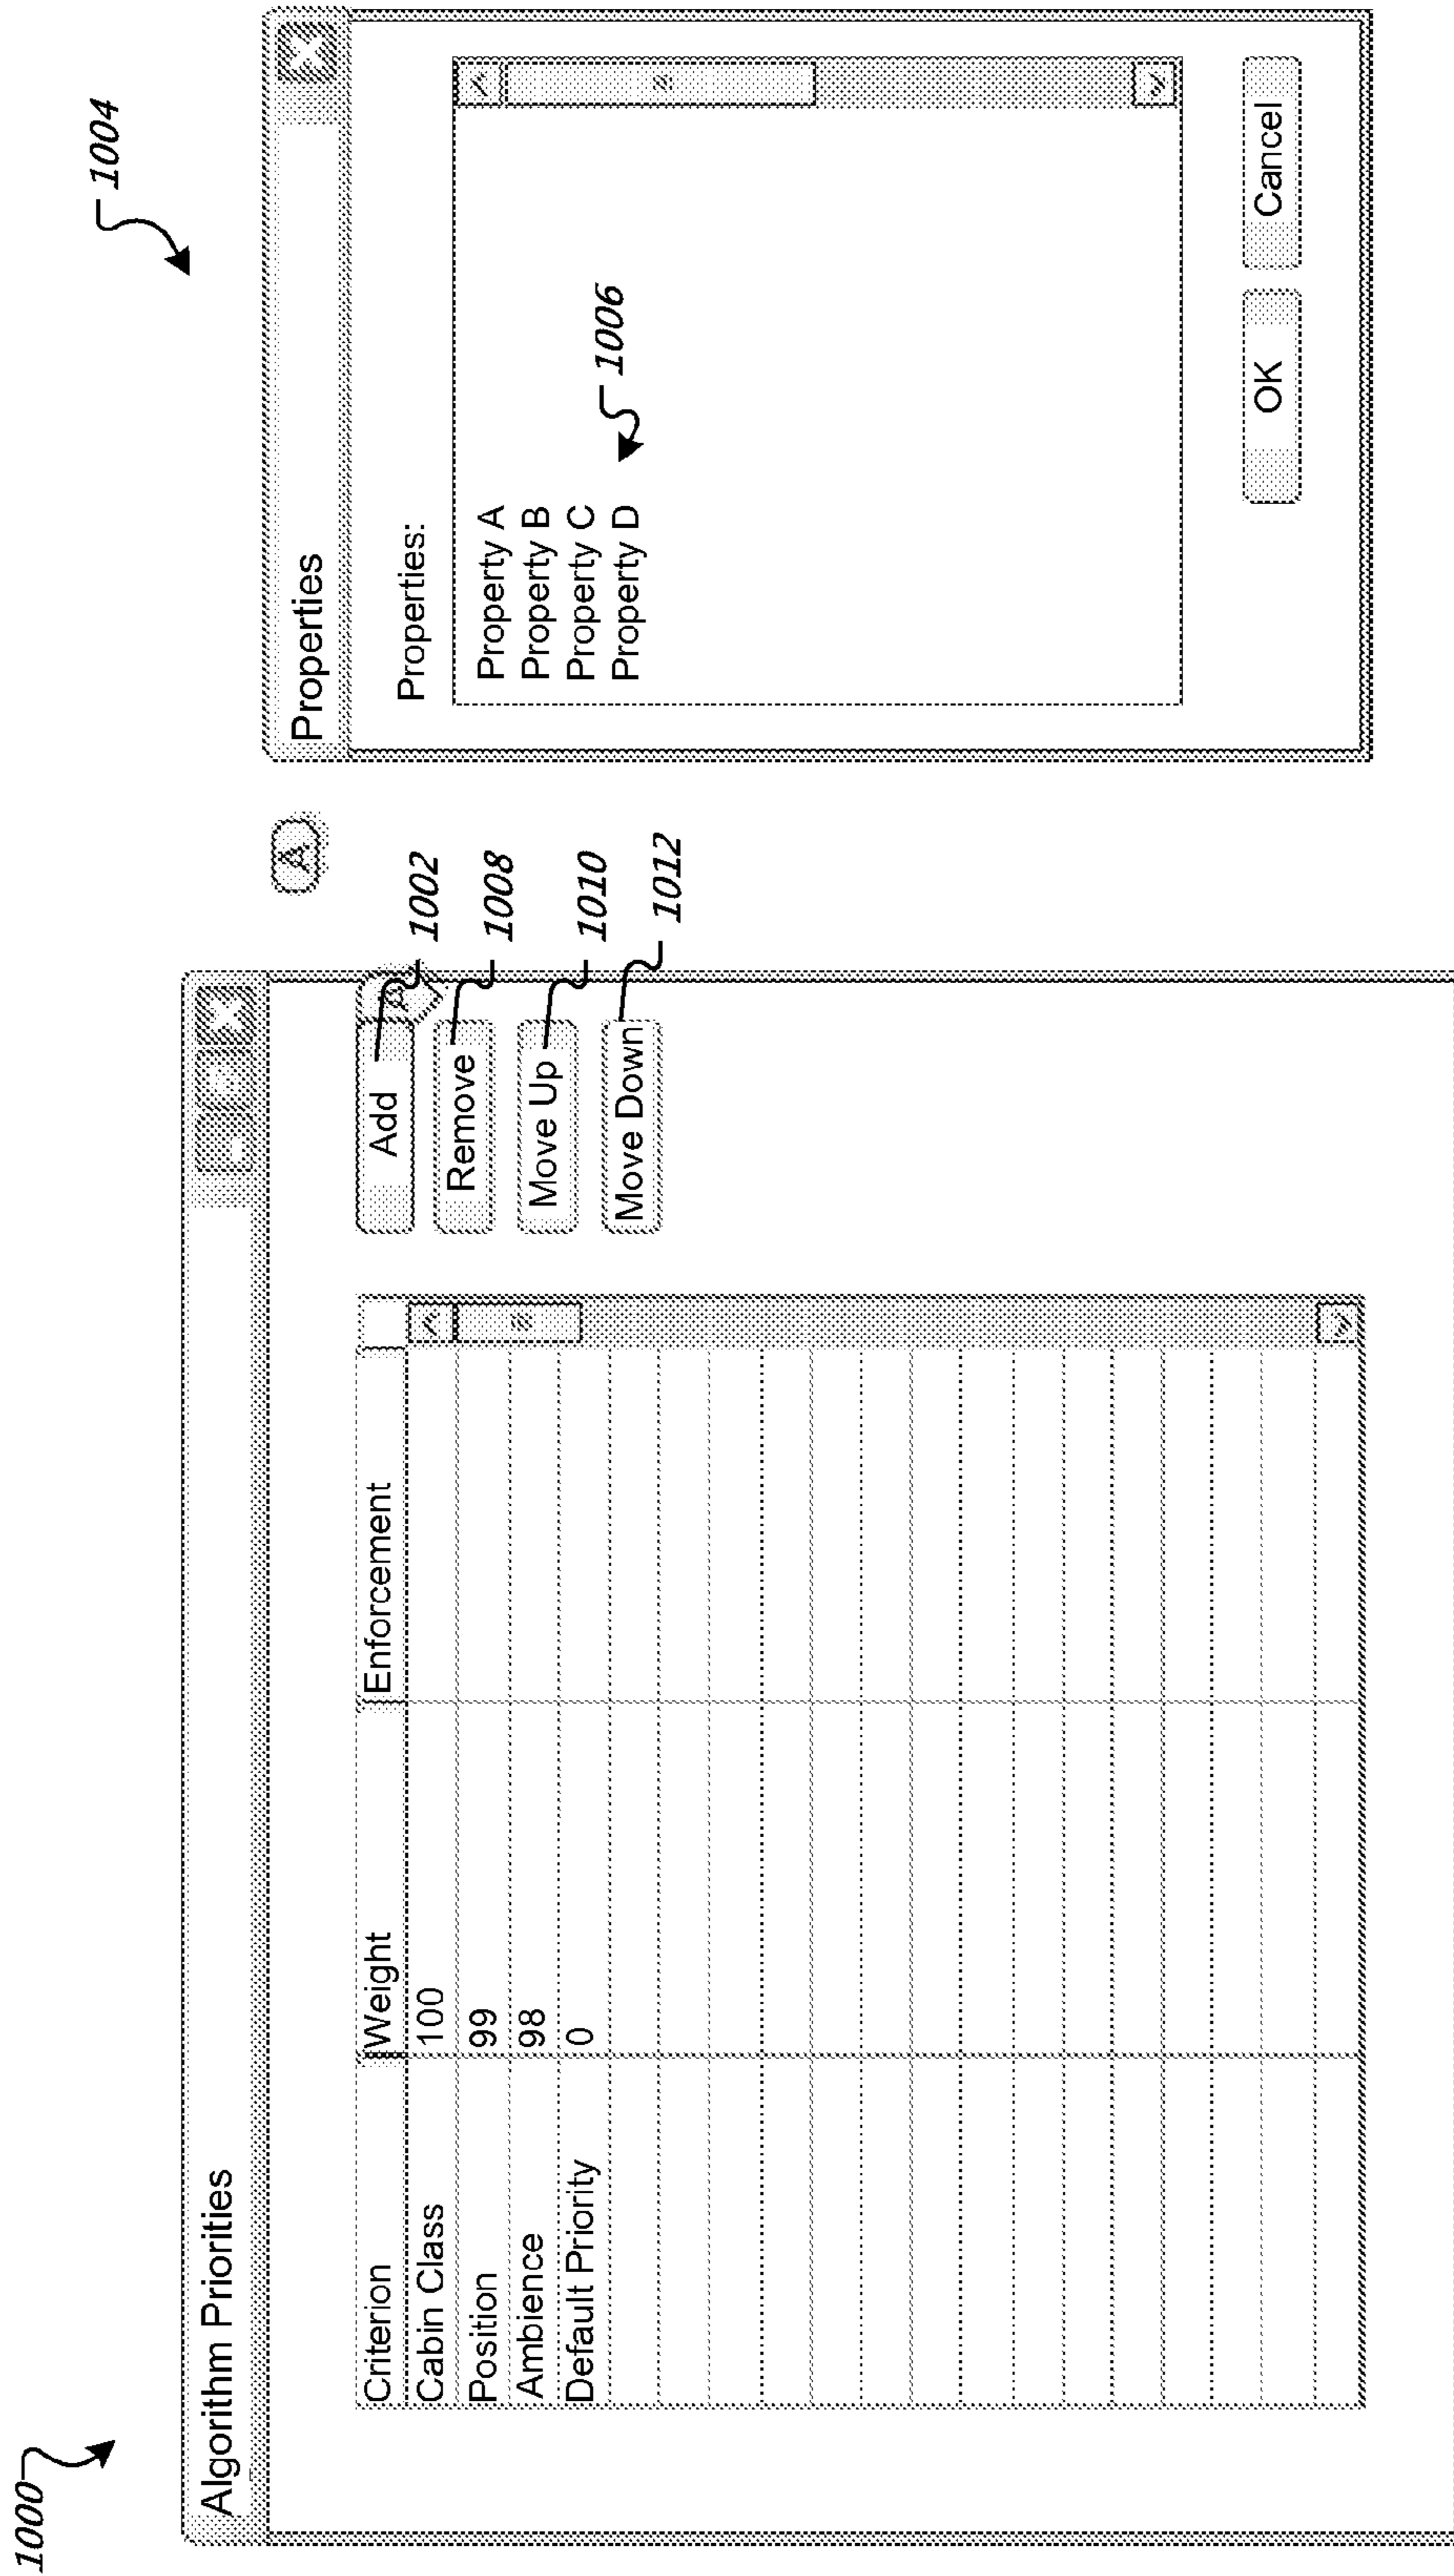 1000
Algorithm Priorities
Criterion Weight Enforcement
Cabin Class 100
Position 99
Ambience 98
Default Priority 0
Add
Remove
Move Up
Move Down
A
1002
1008
1010
1012
A
1004
Properties
Properties:
Property A
Property B
Property C
Property D
1006
OK Cancel